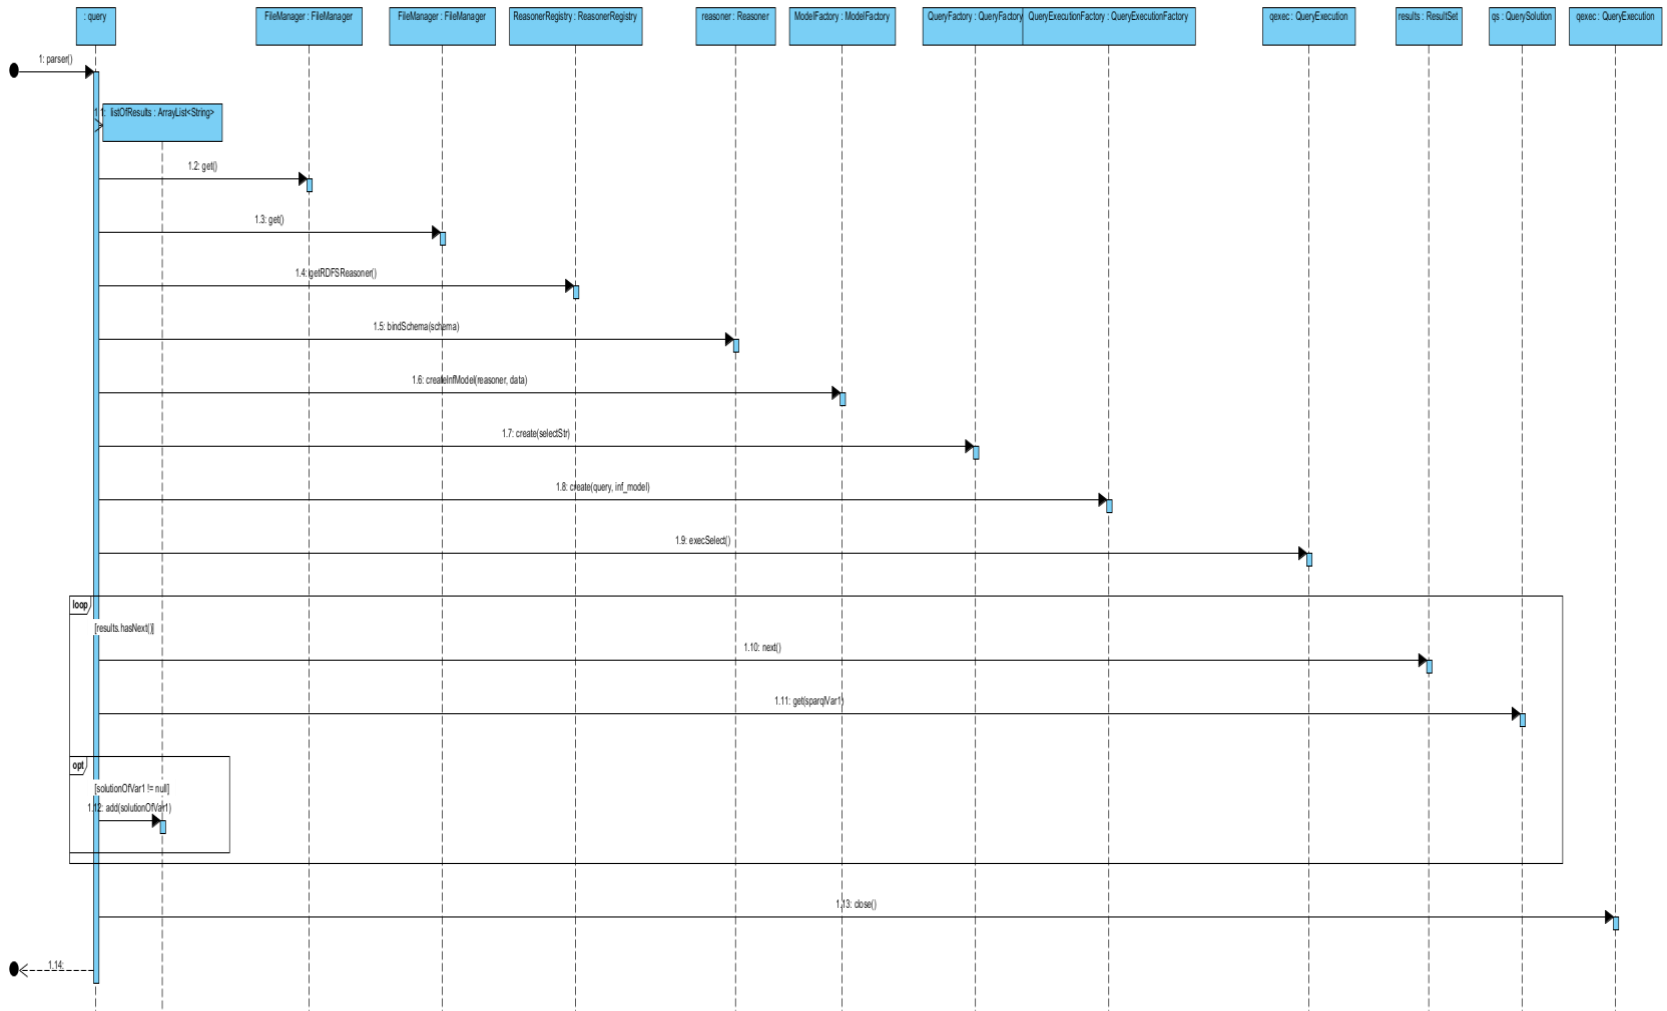 : query
FileManager : FileManager
FileManager : FileManager
ReasonerRegistry : ReasonerRegistry
reasoner : Reasoner
ModelFactory : ModelFactory
QueryFactory : QueryFactory
QueryExecutionFactory : QueryExecutionFactory
qexec : QueryExecution
results : ResultSet
qs : QuerySolution
qexec : QueryExecution
1: parser()
1.1: listOfResults : ArrayList<String>
1.2: get()
1.3: get()
1.4: getRDFSReasoner()
1.5: bindSchema(schema)
1.6: createInfModel(reasoner, data)
1.7: create(selectStr)
1.8: create(query, inf_model)
1.9: execSelect()
loop
[results.hasNext()]
1.10: next()
1.11: get(sparqlVar1)
opt
[solutionOfVar1 != null]
1.12: add(solutionOfVar1)
1.13: close()
1.14: